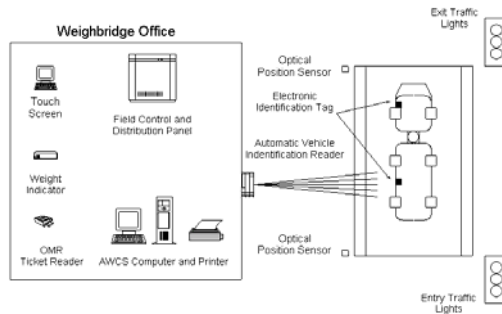 Weighbridge Office
Touch
Screen
Field Control and
Distribution Panel
Weight
Indicator
OMR
Ticket Reader
AWCS Computer and Printer
Exit Traffic
Lights
Optical
Position Sensor
Electronic
Identification Tag
Automatic Vehicle
Indentification Reader
Optical
Position Sensor
Entry Traffic
Lights